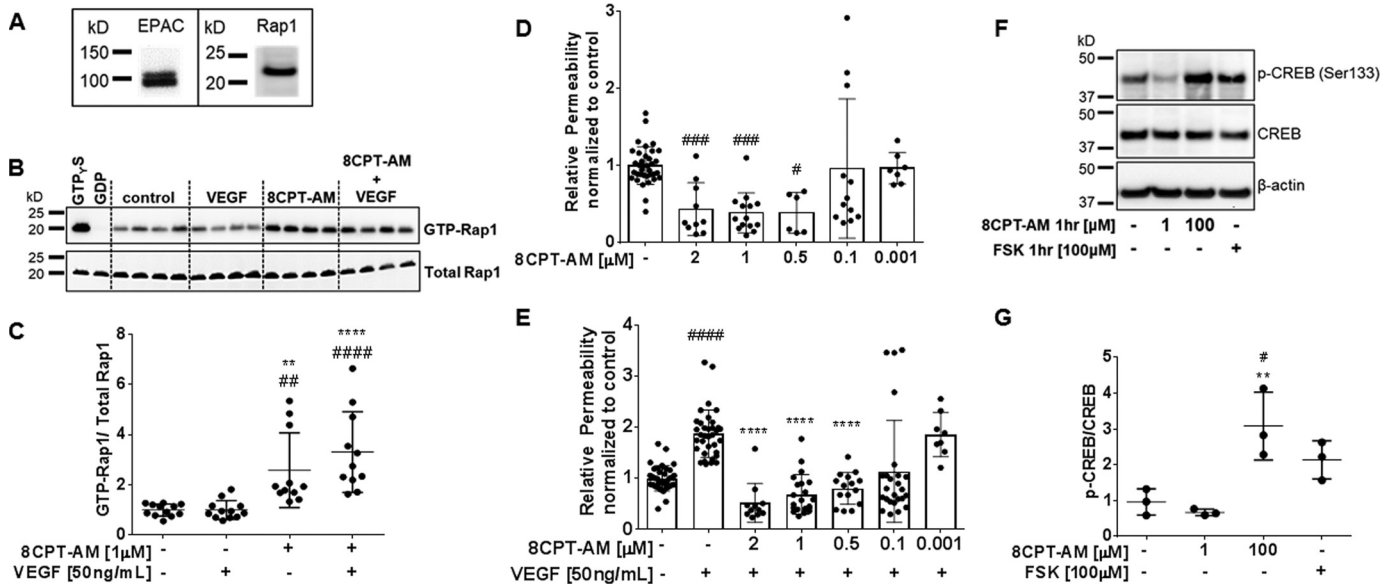 A
kD EPAC
150
100
kD Rap1
25
20
B
GTPγS
GDP
control
VEGF
8CPT-AM
8CPT-AM
+
VEGF
kD
25
20
GTP-Rap1
25
20
Total Rap1
C
GTP-Rap1/ Total Rap1
8
6
4
2
0
**
##
****
####
8CPT-AM [1μM] - - + +
VEGF [50ng/mL] - + - +
D
Relative Permeability
normalized to control
3
2
1
0
###
###
#
8CPT-AM [μM] - 2 1 0.5 0.1 0.001
E
Relative Permeability
normalized to control
4
3
2
1
0
####
****
****
****
8CPT-AM [μM] - - 2 1 0.5 0.1 0.001
VEGF [50ng/mL] - + + + + + +
F
kD
50
37
p-CREB (Ser133)
50
37
CREB
50
37
β-actin
8CPT-AM 1hr [μM] - 1 100 -
FSK 1hr [100μM] - - - +
G
p-CREB/CREB
5
4
3
2
1
0
#
**
8CPT-AM [μM] - 1 100 -
FSK [100μM] - - - +